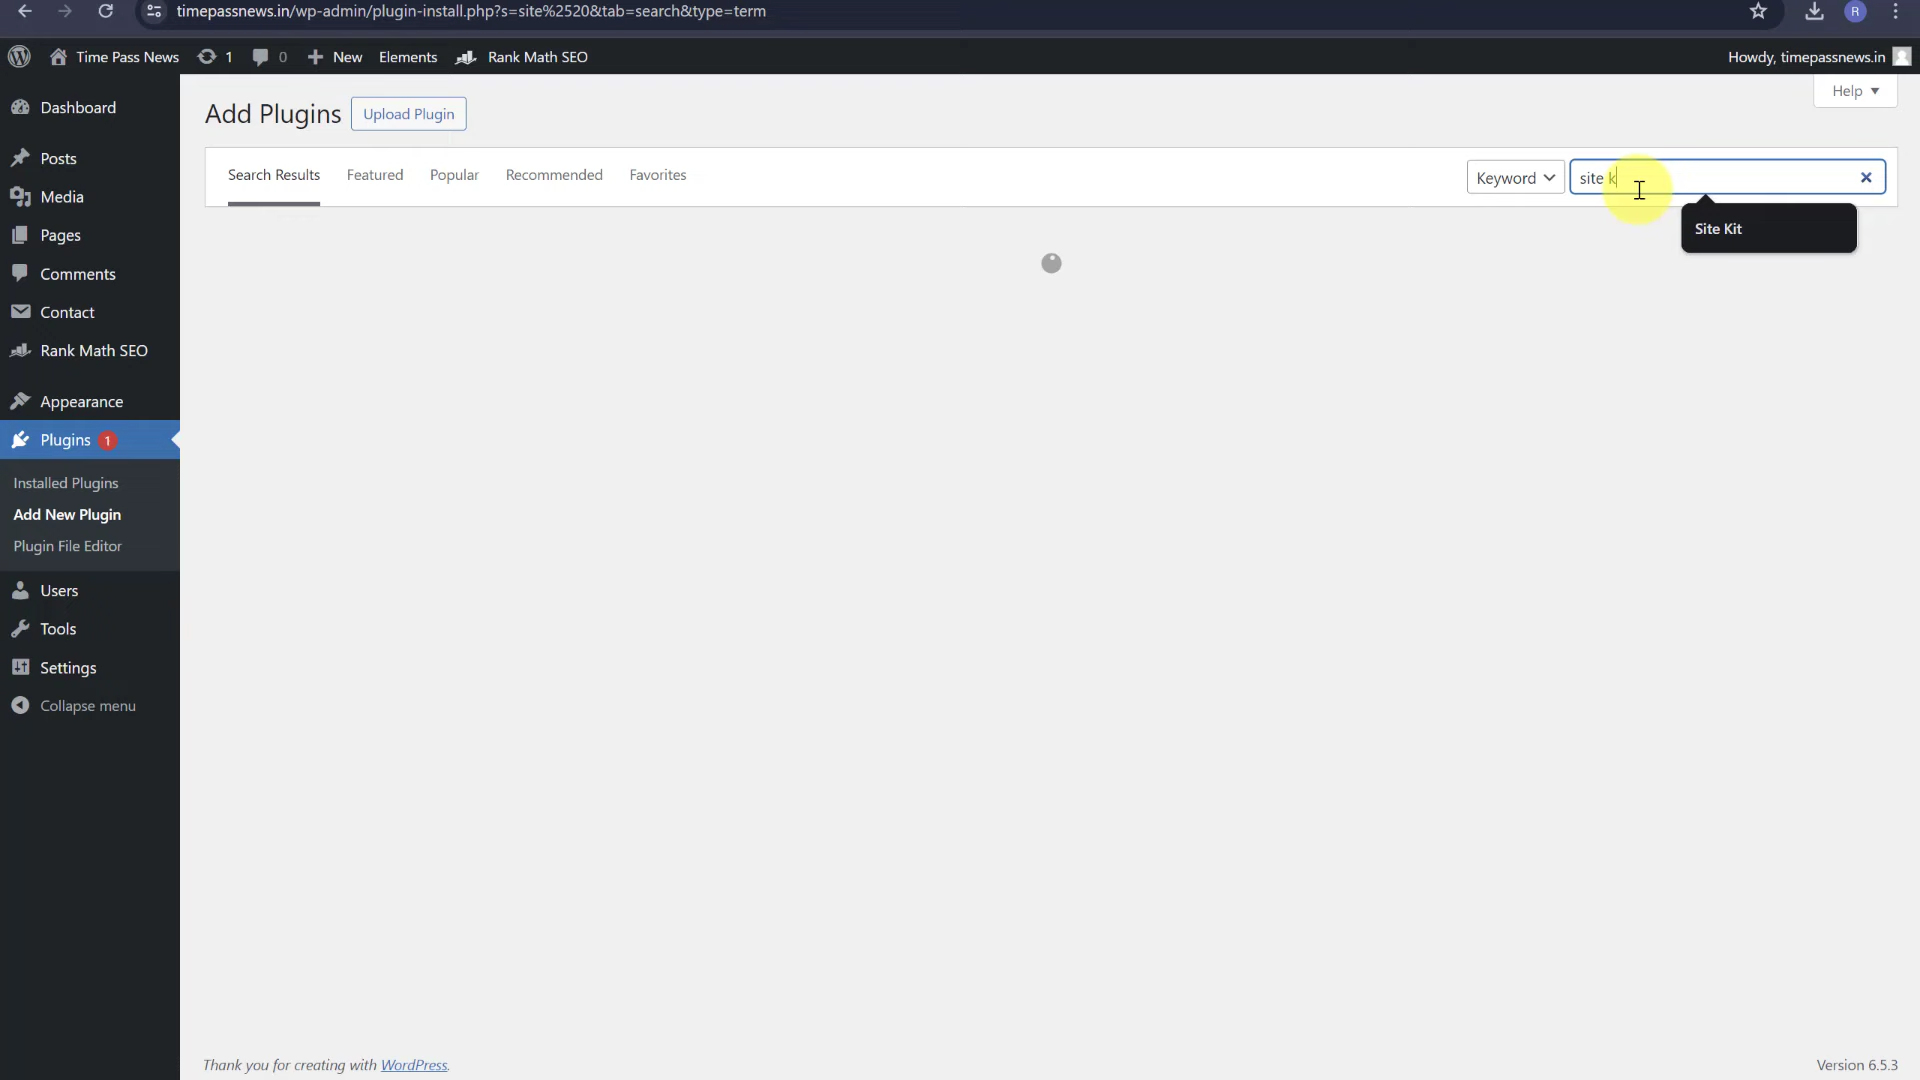 timepassnews.in/wp-admin/plugin-install.php?s=site%2520&tab=search&type=term
R
Time Pass News 1 0 New Elements Rank Math SEO Howdy, timepassnews.in
Help
Add Plugins Upload Plugin
Search Results Featured Popular Recommended Favorites Keyword site k
Site Kit
Dashboard
Posts
Media
Pages
Comments
Contact
Rank Math SEO
Appearance
Plugins 1
Installed Plugins
Add New Plugin
Plugin File Editor
Users
Tools
Settings
Collapse menu
Thank you for creating with WordPress. Version 6.5.3